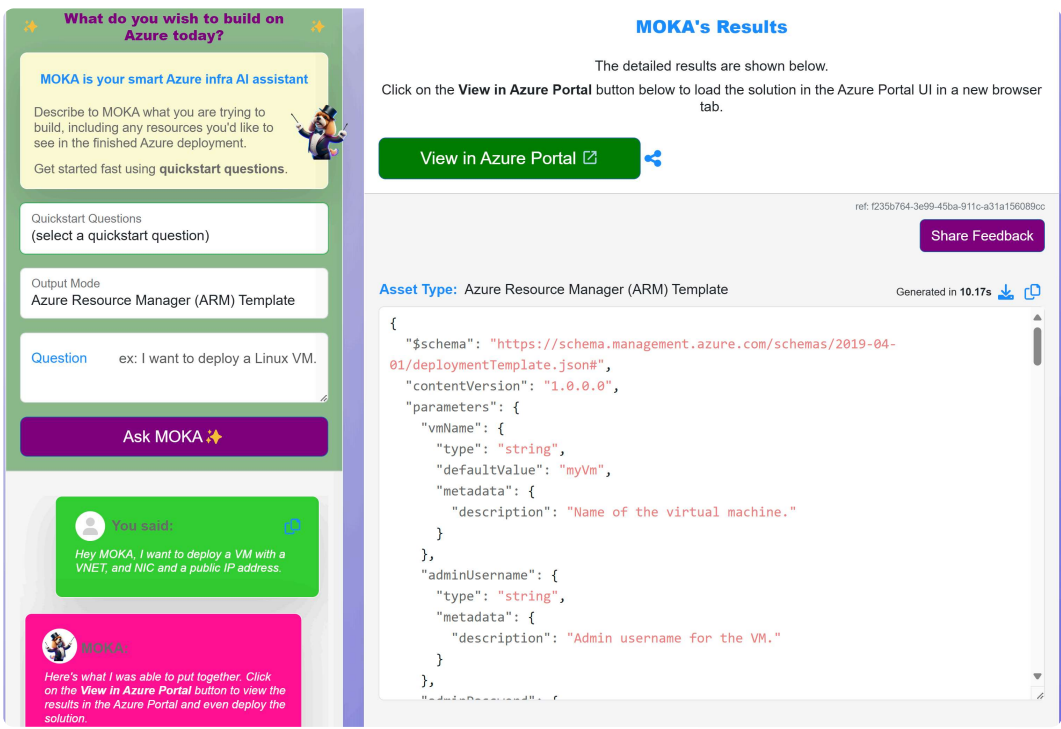 What do you wish to build on
Azure today?
MOKA is your smart Azure infra AI assistant
Describe to MOKA what you are trying to
build, including any resources you'd like to
see in the finished Azure deployment.
Get started fast using quickstart questions.
Quickstart Questions
(select a quickstart question)
Output Mode
Azure Resource Manager (ARM) Template
Question ex: I want to deploy a Linux VM.
Ask MOKA✨
You said:
Hey MOKA, I want to deploy a VM with a
VNET, and NIC and a public IP address.
MOKA:
Here's what I was able to put together. Click
on the View in Azure Portal button to view the
results in the Azure Portal and even deploy the
solution.
MOKA's Results
The detailed results are shown below.
Click on the View in Azure Portal button below to load the solution in the Azure Portal UI in a new browser
tab.
View in Azure Portal
ref: f235b764-3e99-45ba-911c-a31a156089cc
Share Feedback
Asset Type: Azure Resource Manager (ARM) Template
Generated in 10.17s
{
"$schema": "https://schema.management.azure.com/schemas/2019-04-
01/deploymentTemplate.json#",
"contentVersion": "1.0.0.0",
"parameters": {
"vmName": {
"type": "string",
"defaultValue": "myVm",
"metadata": {
"description": "Name of the virtual machine."
}
},
"adminUsername": {
"type": "string",
"metadata": {
"description": "Admin username for the VM."
}
},
"adminPassword": {